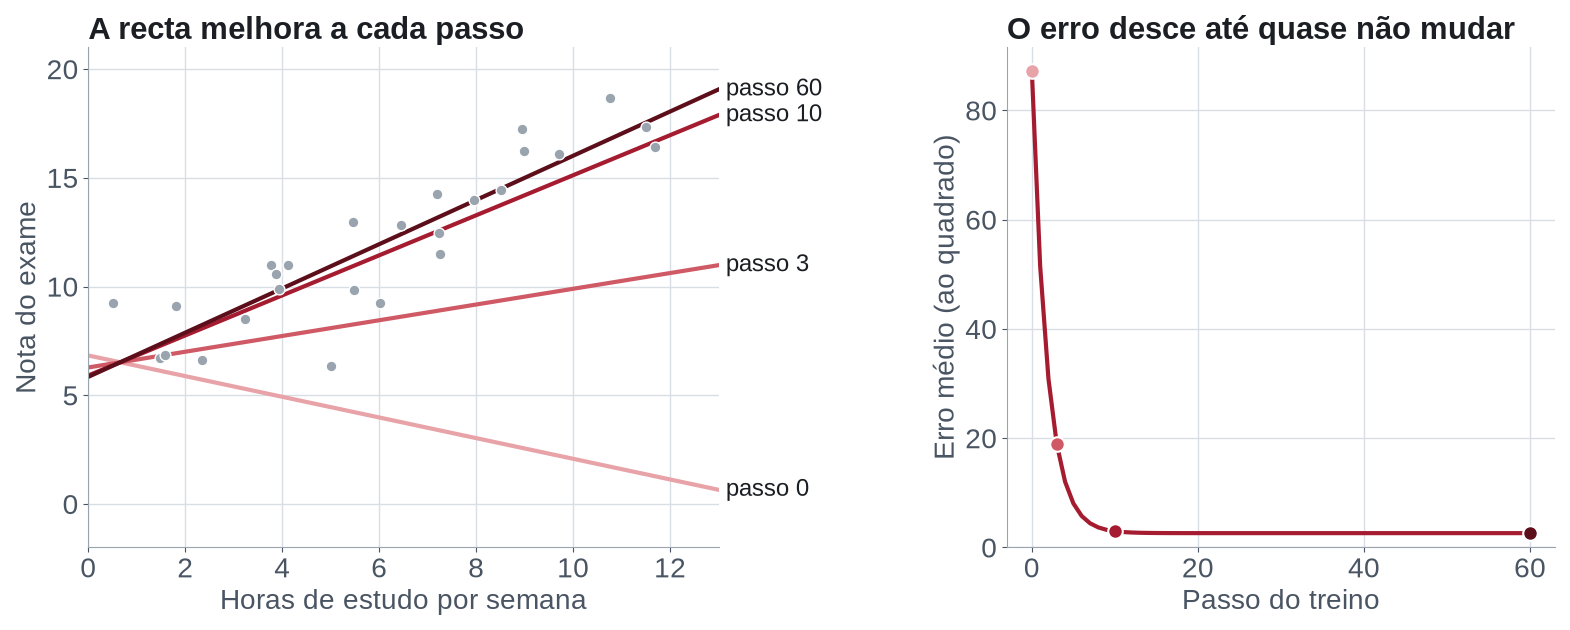 A recta melhora a cada passo
Nota do exame
20
15
10
5
0
passo 60
passo 10
passo 3
passo 0
0 2 4 6 8 10 12
Horas de estudo por semana
O erro desce até quase não mudar
Erro médio (ao quadrado)
80
60
40
20
0
0 20 40 60
Passo do treino